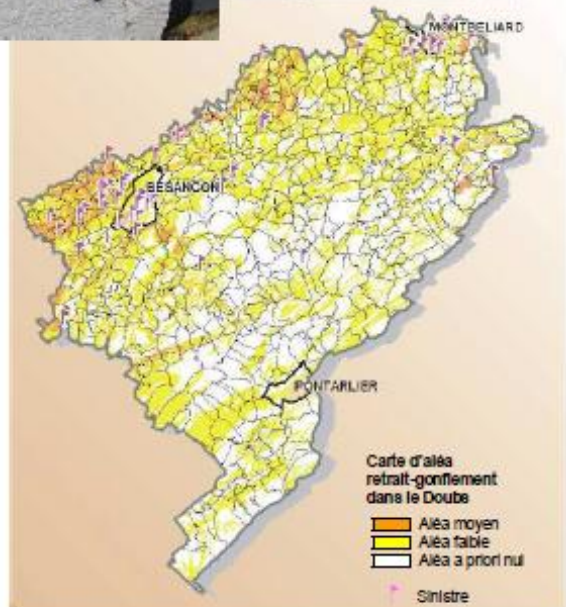 MONTBELIARD
BESANCON
PONTARLIER
Carte d'aléa
retrait-gonflement
dans le Doubs
Aléa moyen
Aléa faible
Aléa a priori nul
Sinistre